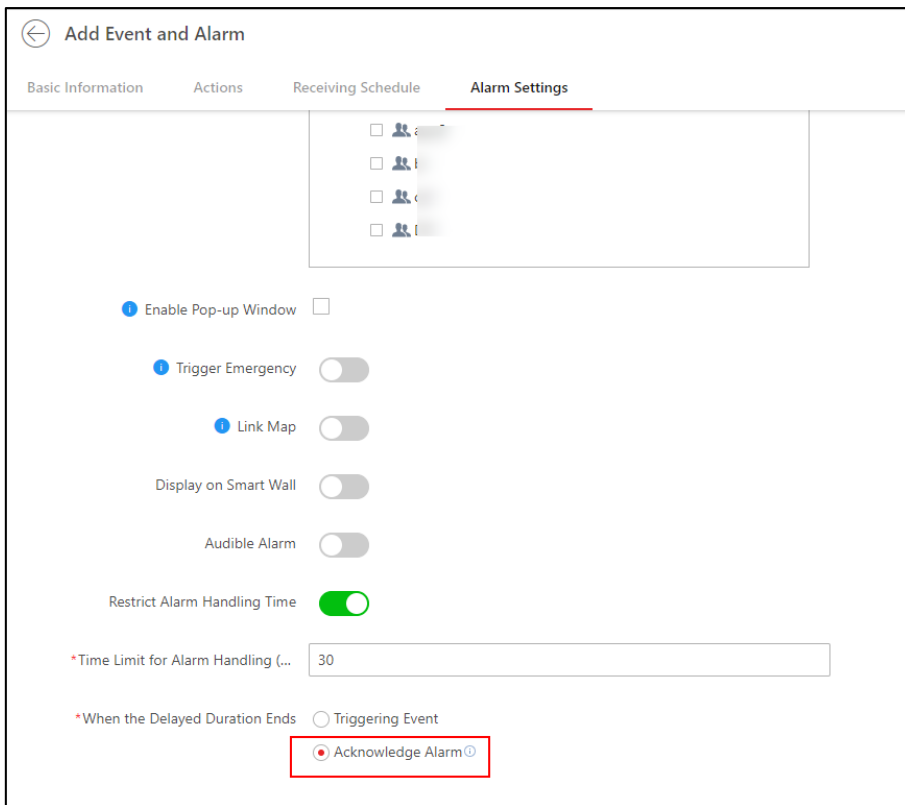 Add Event and Alarm
Basic Information Actions Receiving Schedule Alarm Settings
Enable Pop-up Window
Trigger Emergency
Link Map
Display on Smart Wall
Audible Alarm
Restrict Alarm Handling Time
*Time Limit for Alarm Handling (... 30
*When the Delayed Duration Ends Triggering Event
Acknowledge Alarm